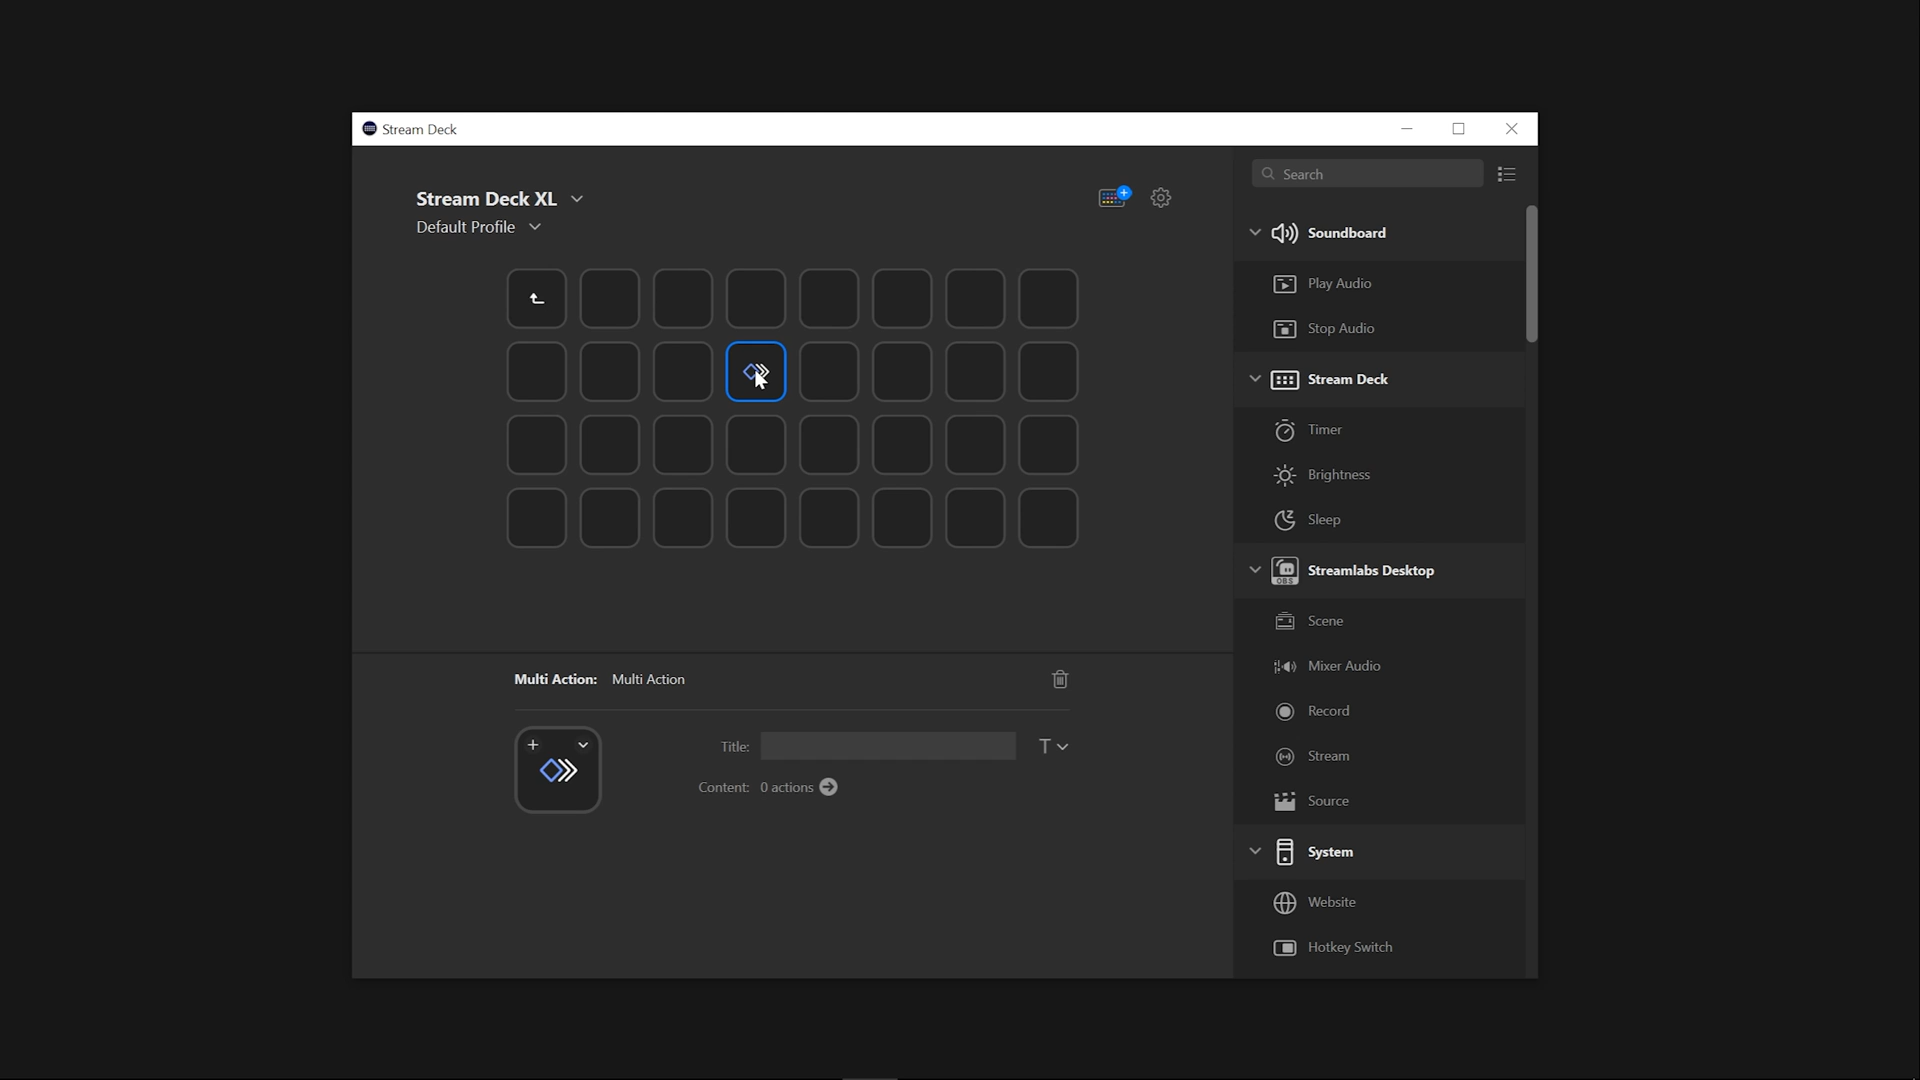 Stream Deck
Stream Deck XL
Default Profile
Search
Soundboard
Play Audio
Stop Audio
Stream Deck
Timer
Brightness
Sleep
Streamlabs Desktop
OBS
Scene
Mixer Audio
Record
Stream
Source
System
Website
Hotkey Switch
Multi Action: Multi Action
Title:
T
Content: 0 actions